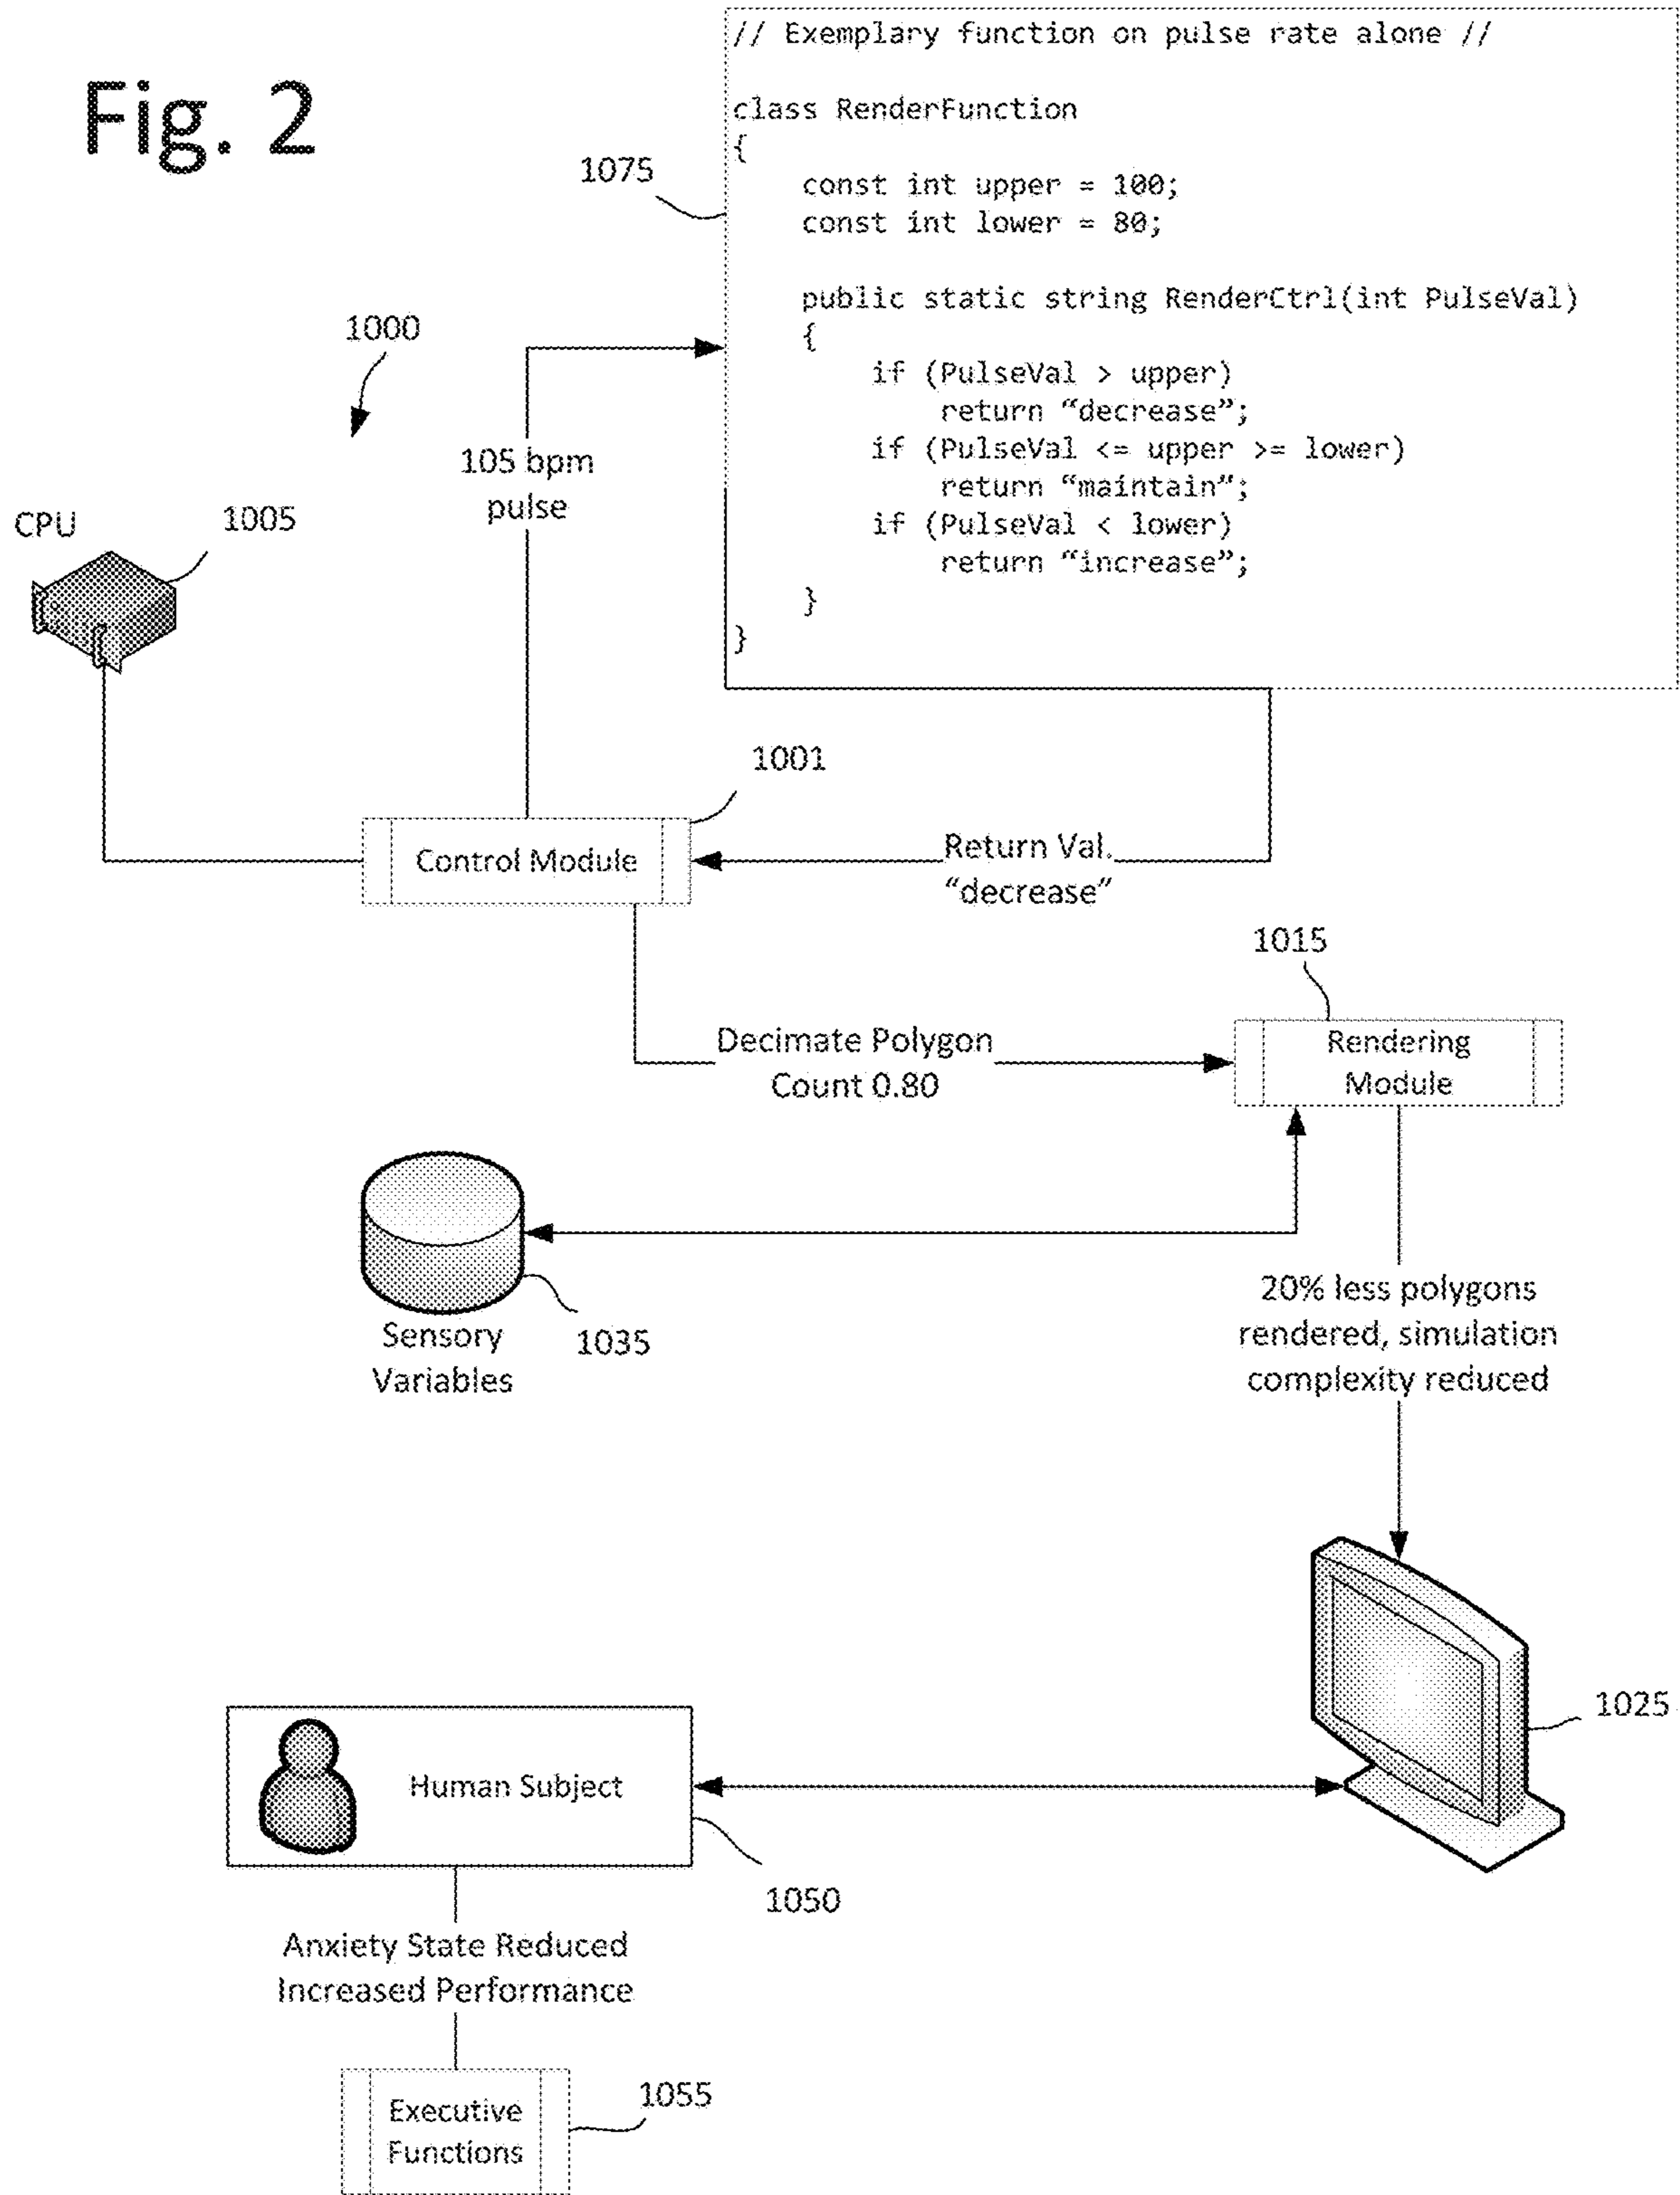 Fig. 2
// Exemplary function on pulse rate alone //
class RenderFunction
{
    const int upper = 100;
    const int lower = 80;
    public static string RenderCtrl(int PulseVal)
    {
        if (PulseVal > upper)
            return “decrease”;
        if (PulseVal <= upper >= lower)
            return “maintain”;
        if (PulseVal < lower)
            return “increase”;
    }
}
1075
1000
105 bpm
pulse
CPU
1005
1001
Control Module
Return Val.
“decrease”
1015
Decimate Polygon
Count 0.80
Rendering
Module
Sensory
Variables
1035
20% less polygons
rendered, simulation
complexity reduced
1025
Human Subject
1050
Anxiety State Reduced
Increased Performance
1055
Executive
Functions